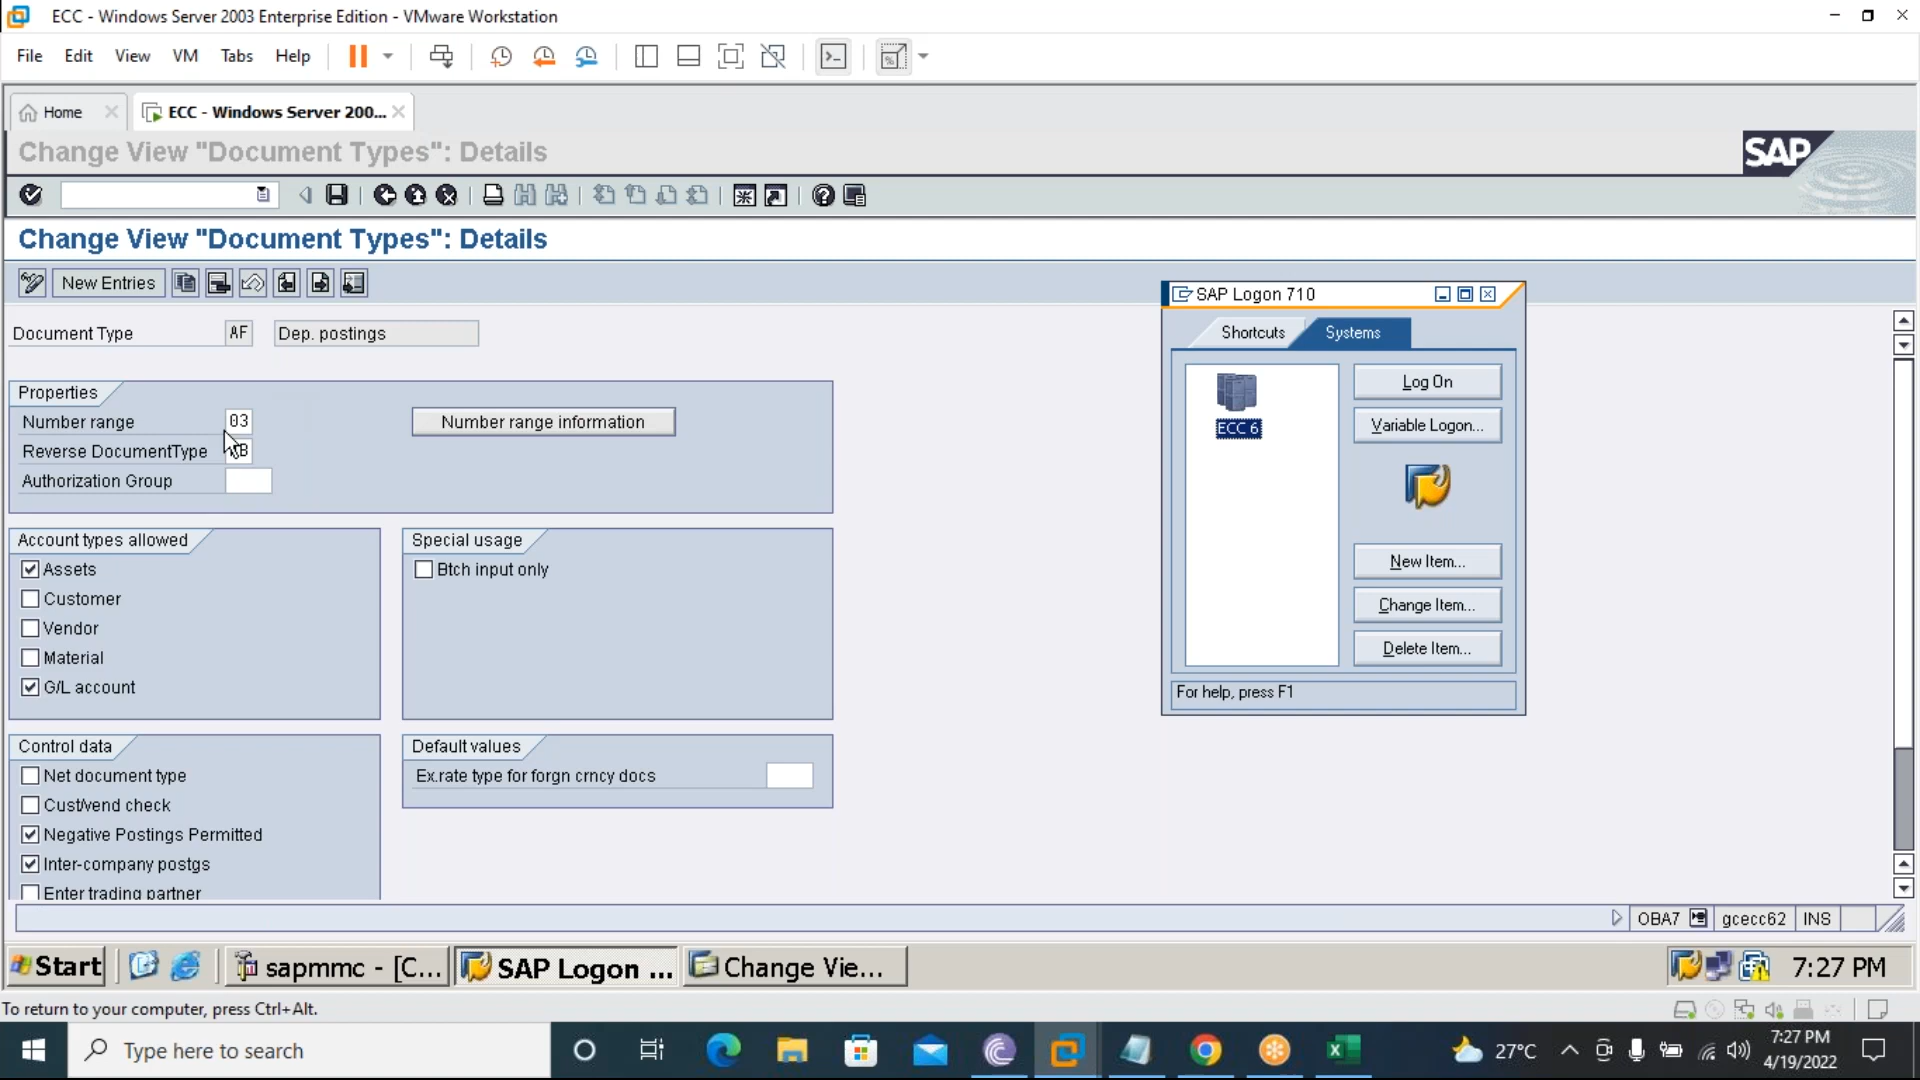 ECC - Windows Server 2003 Enterprise Edition - VMware Workstation
File Edit View VM Tabs Help
Home
ECC - Windows Server 200...
Change View "Document Types": Details
SAP
Change View "Document Types": Details
New Entries
Document Type AF Dep. postings
Properties
Number range 03 Number range information
Reverse DocumentType
Authorization Group
Account types allowed
Assets
Customer
Vendor
Material
G/L account
Special usage
Btch input only
Control data
Net document type
Cust/vend check
Negative Postings Permitted
Inter-company postgs
Enter trading partner
Default values
Ex.rate type for forgn crncy docs
SAP Logon 710
Shortcuts Systems
ECC 6
Log On
Variable Logon...
New Item...
Change Item...
Delete Item...
For help, press F1
OBA7 gcecc62 INS
Start sapmmc - [C... SAP Logon ... Change Vie... 7:27 PM
To return to your computer, press Ctrl+Alt.
Type here to search
27°C
7:27 PM
4/19/2022